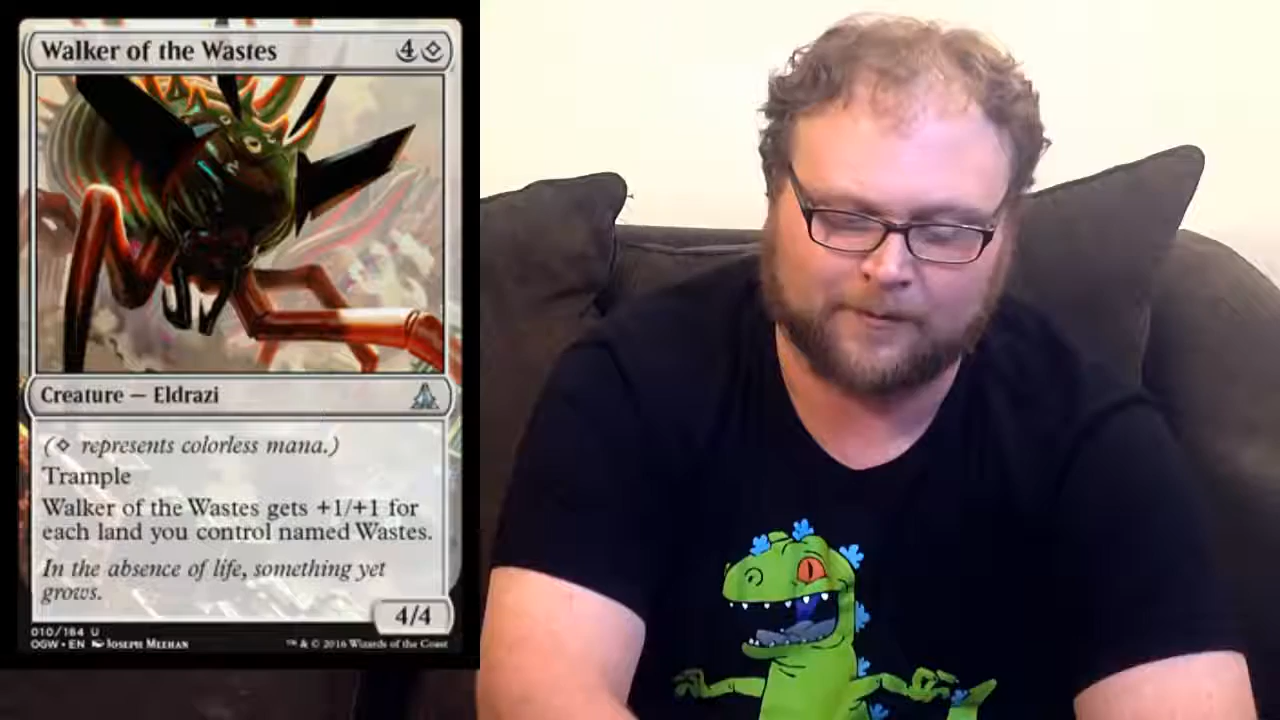 Walker of the Wastes 4
Creature — Eldrazi
( represents colorless mana.)
Trample
Walker of the Wastes gets +1/+1 for
each land you control named Wastes.
In the absence of life, something yet
grows.
4/4
010/184 U
OGW • EN Joseph Meehan
™ & © 2016 Wizards of the Coast